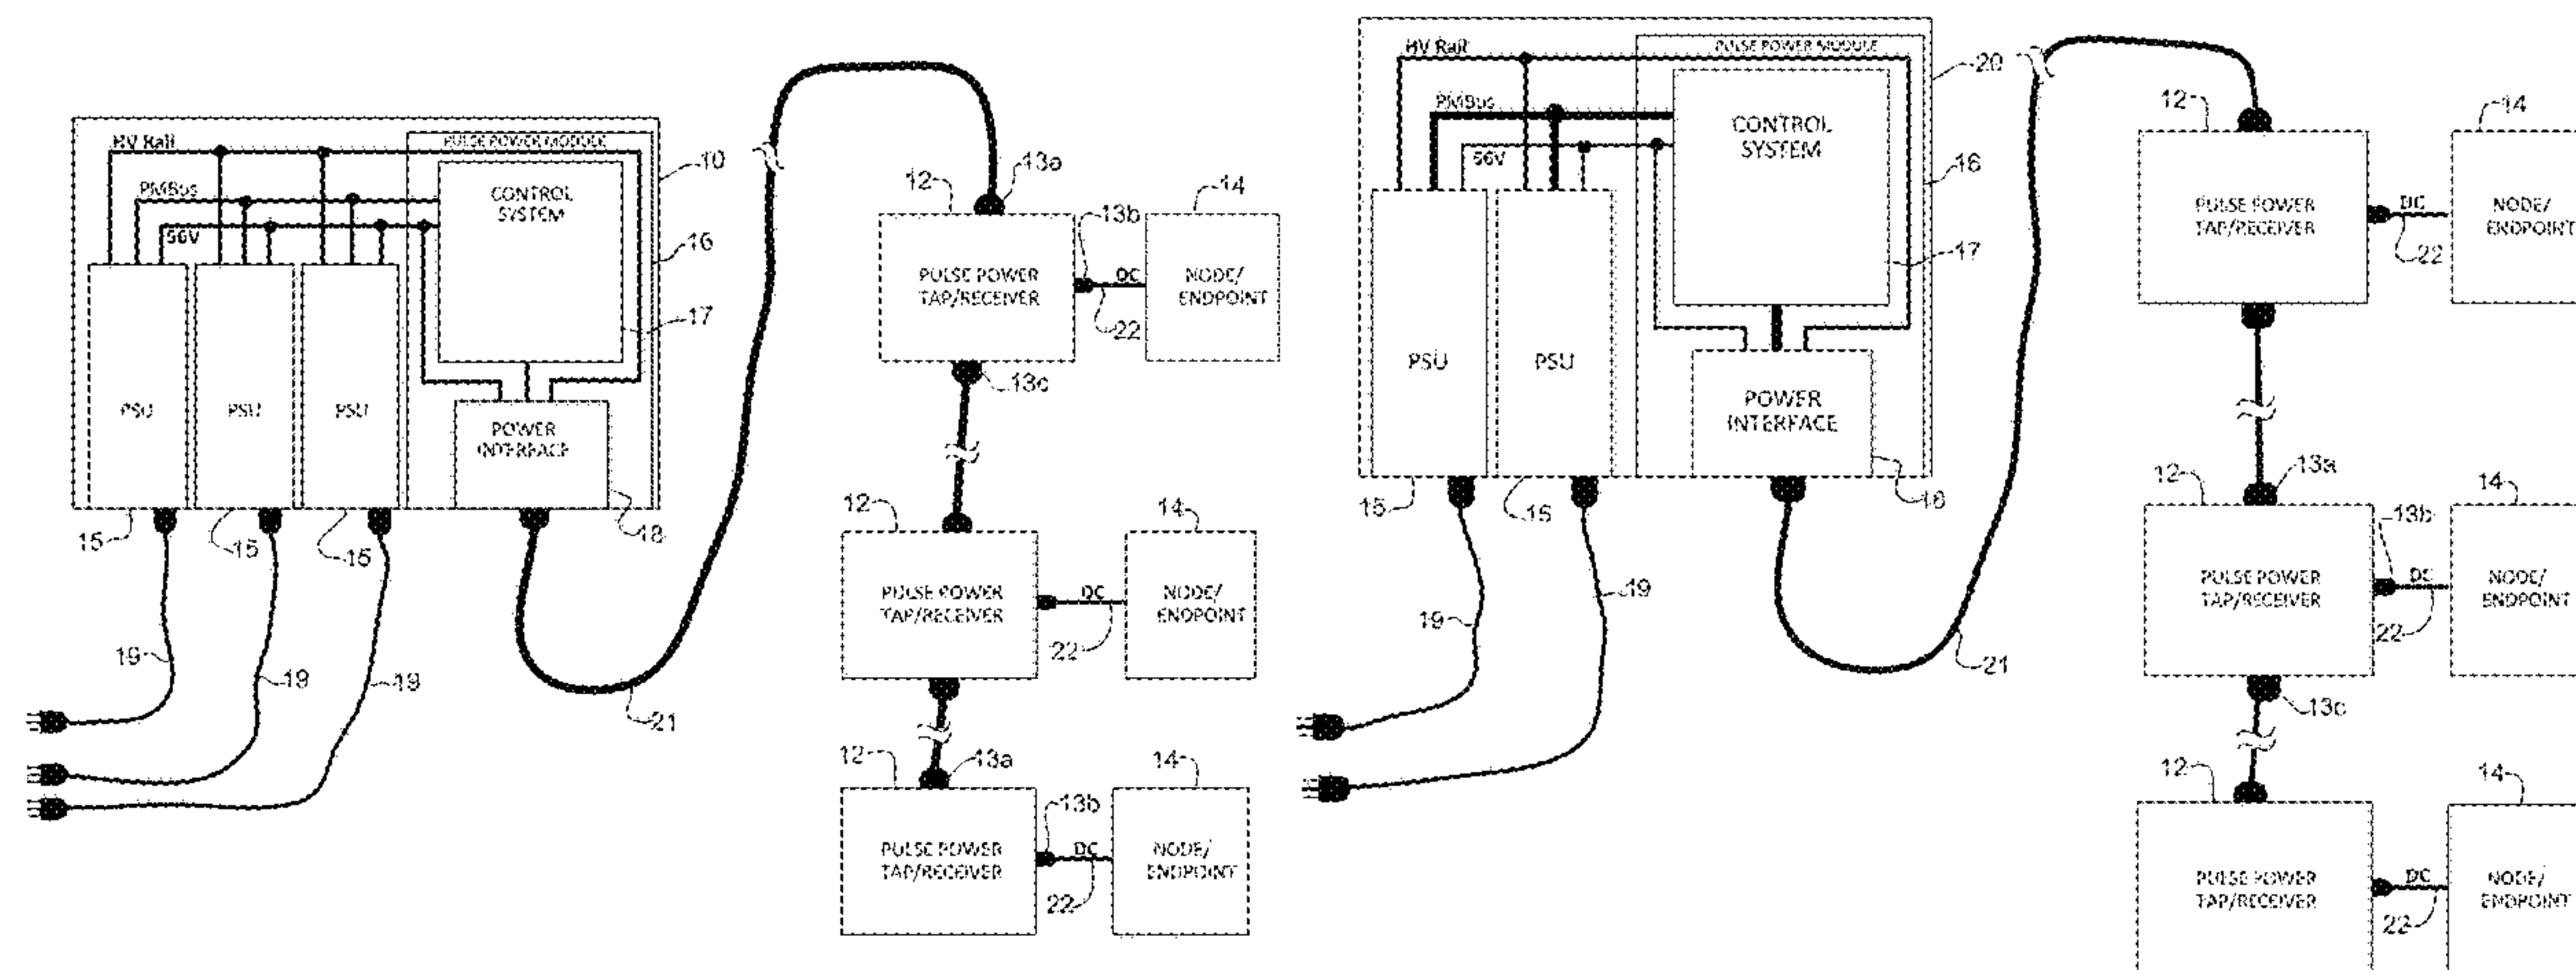 HV Rail
PULSE POWER MODULE
10
PMBus
CONTROL
SYSTEM
56V
16
17
PSU
PSU
PSU
POWER
INTERFACE
18
15
15
15
19
19
19
21
12
13a
14
PULSE POWER
TAP/RECEIVER
13b
DC
22
NODE/
ENDPOINT
13c
12
14
PULSE POWER
TAP/RECEIVER
DC
22
NODE/
ENDPOINT
12
13a
14
PULSE POWER
TAP/RECEIVER
13b
DC
22
NODE/
ENDPOINT
HV Rail
PULSE POWER MODULE
20
PMBus
CONTROL
SYSTEM
56V
16
17
PSU
PSU
POWER
INTERFACE
15
15
16
19
19
21
12
14
PULSE POWER
TAP/RECEIVER
DC
22
NODE/
ENDPOINT
12
13a
14
PULSE POWER
TAP/RECEIVER
13b
DC
22
NODE/
ENDPOINT
13c
12
14
PULSE POWER
TAP/RECEIVER
DC
22
NODE/
ENDPOINT